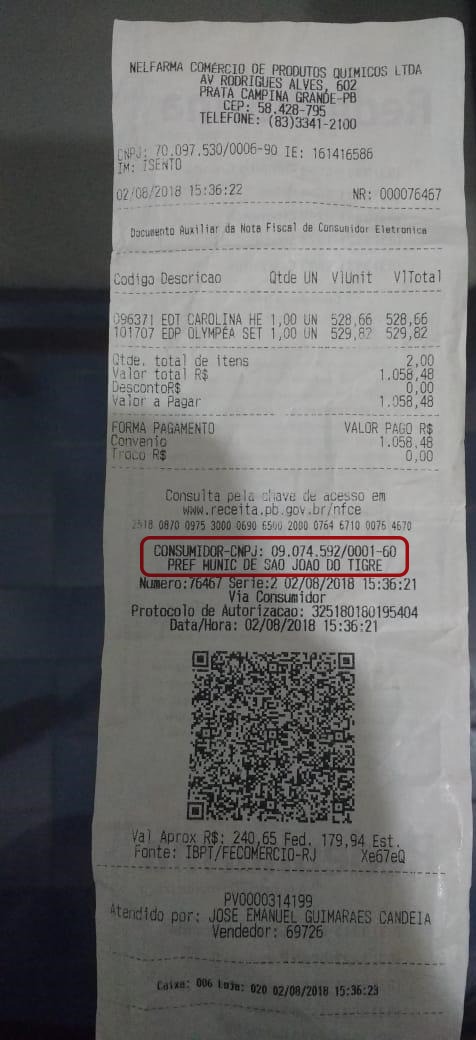 NELFARMA COMÉRCIO DE PRODUTOS QUIMICOS LTDA
AV RODRIGUES ALVES, 602
PRATA CAMPINA GRANDE-PB
CEP: 58.428-795
TELEFONE: (83)3341-2100
CNPJ: 70.097.530/0006-90 IE: 161416586
IM: ISENTO
02/08/2018 15:36:22 NR: 000076467
Documento Auxiliar da Nota Fiscal de Consumidor Eletronica
Codigo Descricao Qtde UN VlUnit VlTotal
096371 EDT CAROLINA HE 1,00 UN 528,66 528,66
101707 EDP OLYMPÉA SET 1,00 UN 529,82 529,82
Qtde. total de itens 2,00
Valor total R$ 1.058,48
DescontoR$ 0,00
Valor a Pagar 1.058,48
FORMA PAGAMENTO VALOR PAGO R$
Convenio 1.058,48
Troco R$ 0,00
Consulta pela chave de acesso em
www.receita.pb.gov.br/nfce
2518 0870 0975 3000 0690 6500 2000 0764 6710 0076 4670
CONSUMIDOR-CNPJ: 09.074.592/0001-60
PREF MUNIC DE SAO JOAO DO TIGRE
Numero:76467 Serie:2 02/08/2018 15:36:21
Via Consumidor
Protocolo de Autorizacao: 325180180195404
Data/Hora: 02/08/2018 15:36:21
Val Aprox R$: 240,65 Fed. 179,94 Est.
Fonte: IBPT/FECOMERCIO-RJ Xe67eQ
PV0000314199
Atendido por: JOSE EMANUEL GUIMARAES CANDEIA
Vendedor: 69726
Caixa: 006 Loja: 020 02/08/2018 15:36:23